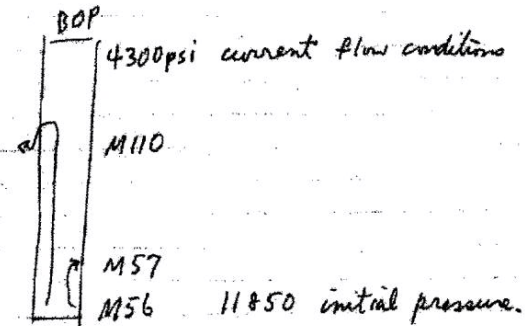 BOP
4300psi current flow conditions
M110
M57
M56 11850 initial pressure.